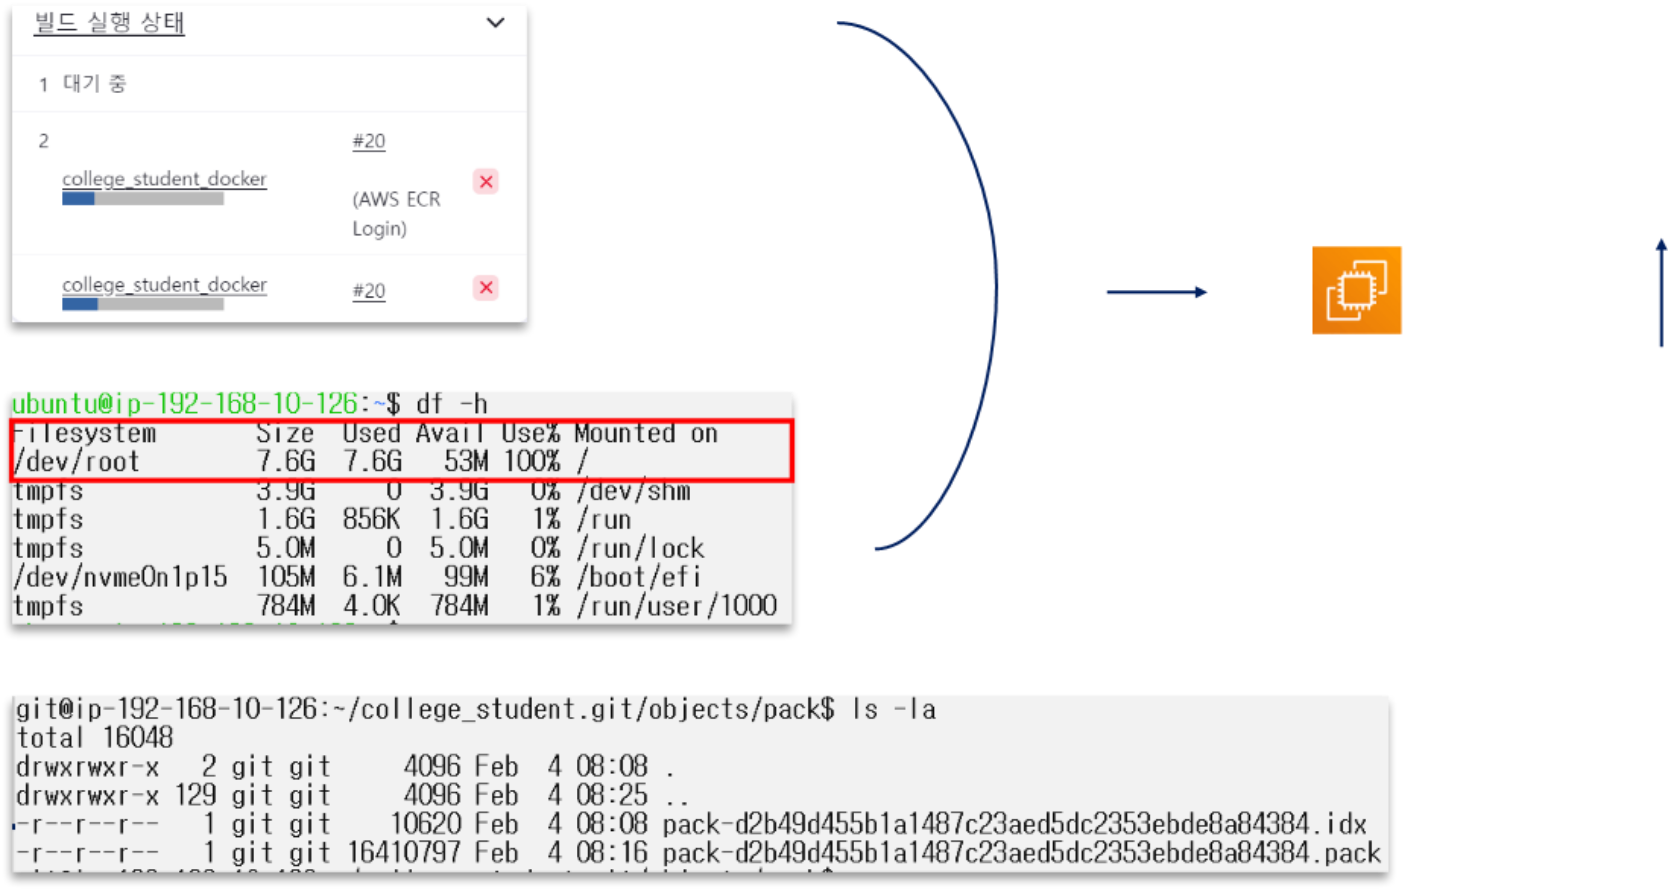 빌드 실행 상태
1 대기 중
2 #20
college_student_docker
(AWS ECR
Login)
college_student_docker #20
ubuntu@ip-192-168-10-126:~$ df -h
Filesystem Size Used Avail Use% Mounted on
/dev/root 7.6G 7.6G 53M 100% /
tmpfs 3.9G 0 3.9G 0% /dev/shm
tmpfs 1.6G 856K 1.6G 1% /run
tmpfs 5.0M 0 5.0M 0% /run/lock
/dev/nvme0n1p15 105M 6.1M 99M 6% /boot/efi
tmpfs 784M 4.0K 784M 1% /run/user/1000
git@ip-192-168-10-126:~/college_student.git/objects/pack$ ls -la
total 16048
drwxrwxr-x 2 git git 4096 Feb 4 08:08 .
drwxrwxr-x 129 git git 4096 Feb 4 08:25 ..
-r--r--r-- 1 git git 10620 Feb 4 08:08 pack-d2b49d455b1a1487c23aed5dc2353ebde8a84384.idx
-r--r--r-- 1 git git 16410797 Feb 4 08:16 pack-d2b49d455b1a1487c23aed5dc2353ebde8a84384.pack